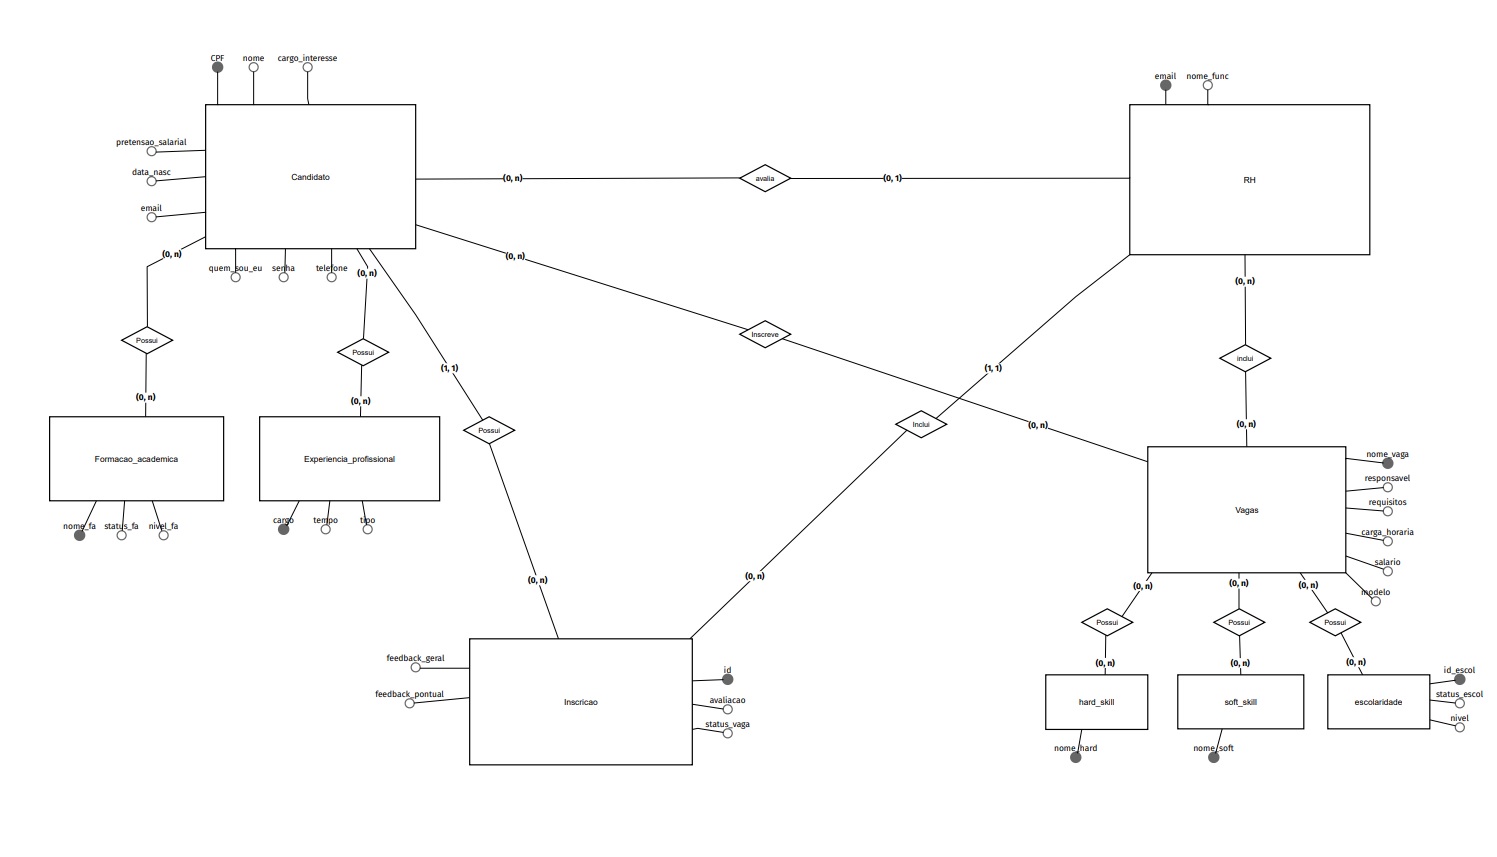 CPF
nome
cargo_interesse
email
nome_func
pretensao_salarial
data_nasc
email
Candidato
(0, n)
avalia
(0, 1)
RH
(0, n)
quem_sou_eu
senha
telefone
(0, n)
(0, n)
(0, n)
Possui
Possui
Inscreve
inclui
(1, 1)
(1, 1)
(0, n)
(0, n)
Possui
Inclui
(0, n)
(0, n)
Formacao_academica
Experiencia_profissional
nome_fa
status_fa
nivel_fa
cargo
tempo
tipo
Vagas
nome_vaga
responsavel
requisitos
carga_horaria
salario
modelo
(0, n)
(0, n)
(0, n)
(0, n)
(0, n)
Possui
Possui
Possui
(0, n)
(0, n)
(0, n)
feedback_geral
feedback_pontual
Inscricao
id
avaliacao
status_vaga
hard_skill
soft_skill
escolaridade
id_escol
status_escol
nivel
nome_hard
nome_soft